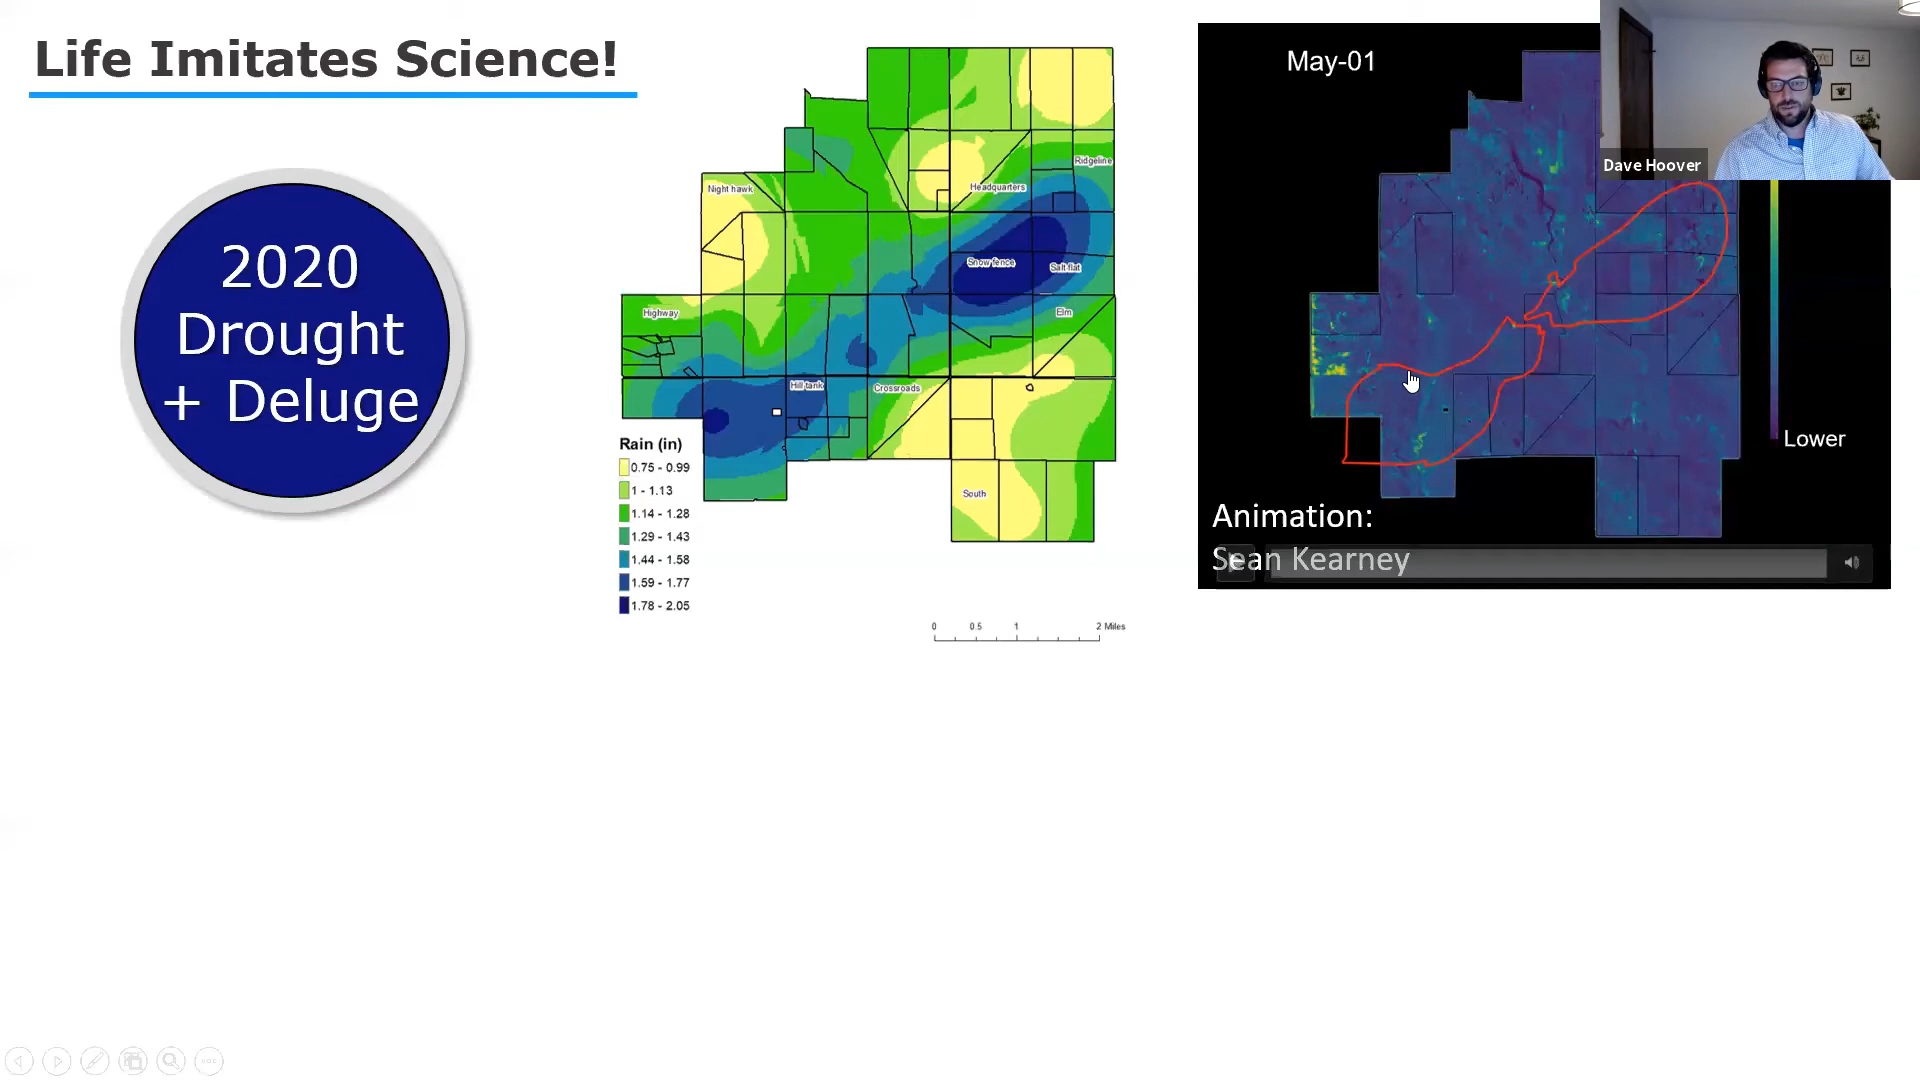 Life Imitates Science!
2020
Drought
+ Deluge
Ridgeline
Night hawk
Headquarters
Snow fence
Salt flat
Highway
Elm
Hill tank
Crossroads
South
Rain (in)
0.75 - 0.99
1 - 1.13
1.14 - 1.28
1.29 - 1.43
1.44 - 1.58
1.59 - 1.77
1.78 - 2.05
0 0.5 1 2 Miles
May-01
Lower
Animation:
Sean Kearney
Dave Hoover